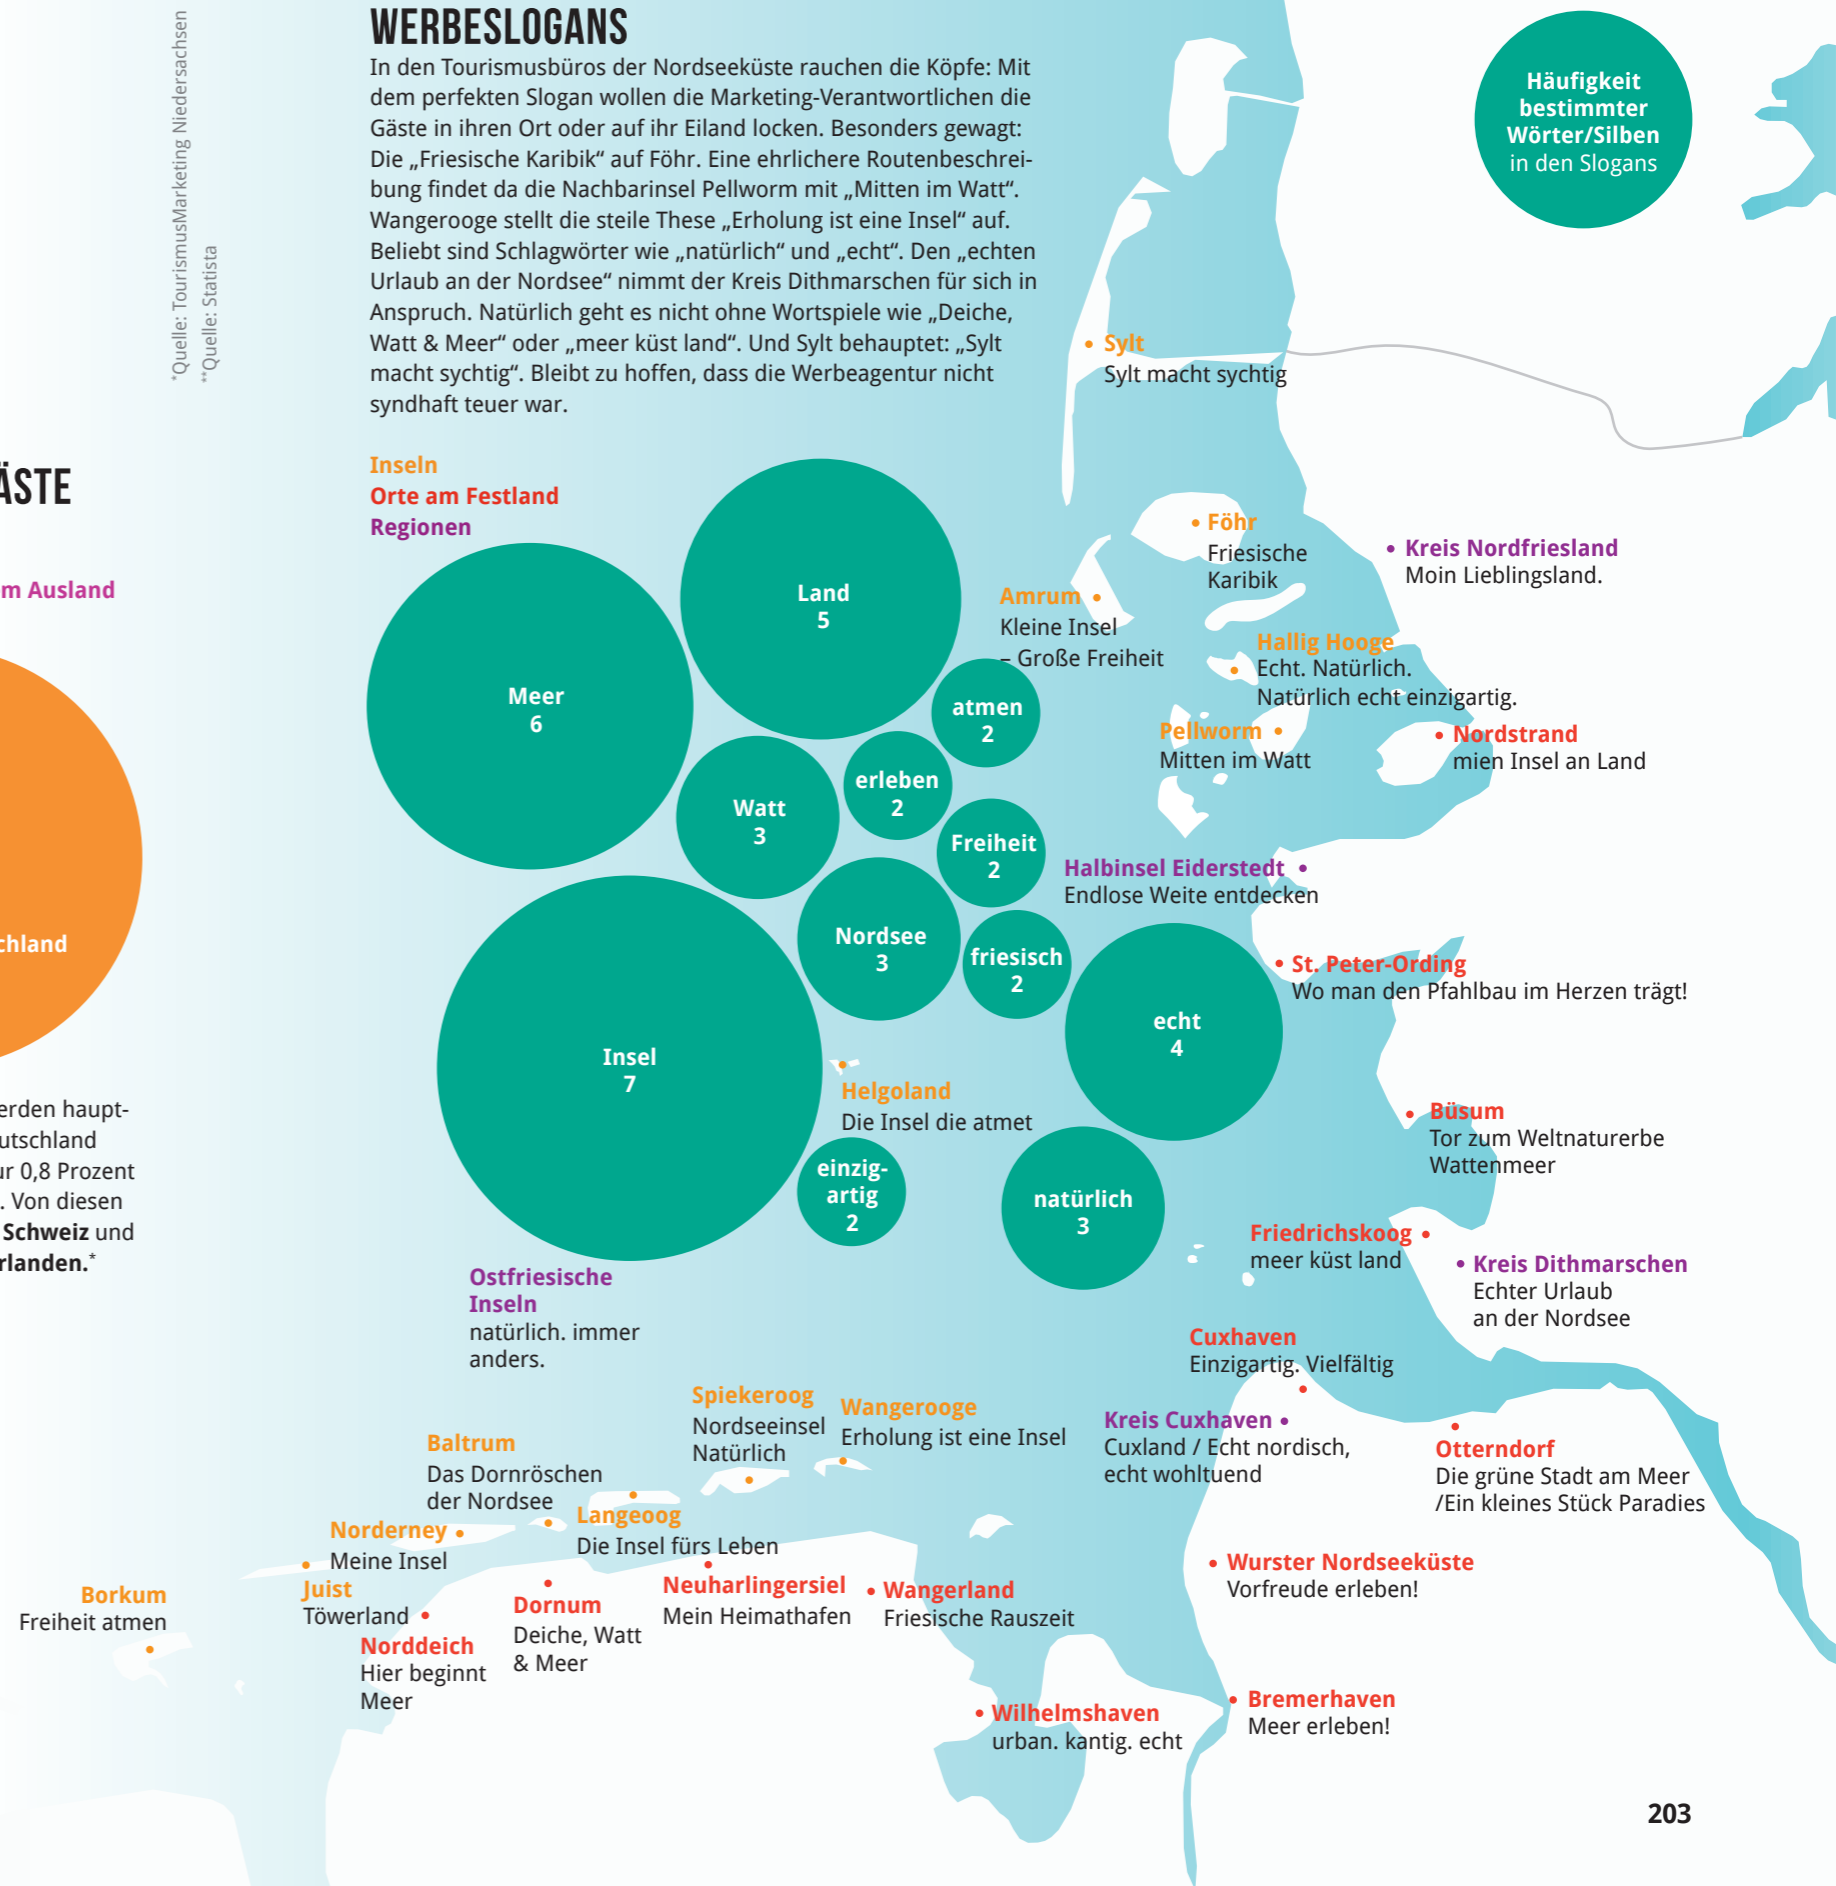 *Quelle: TourismusMarketing Niedersachsen
**Quelle: Statista
WERBESLOGANS
In den Tourismusbüros der Nordseeküste rauchen die Köpfe: Mit
dem perfekten Slogan wollen die Marketing-Verantwortlichen die
Gäste in ihren Ort oder auf ihr Eiland locken. Besonders gewagt:
Die „Friesische Karibik“ auf Föhr. Eine ehrlichere Routenbeschrei-
bung findet da die Nachbarinsel Pellworm mit „Mitten im Watt“.
Wangerooge stellt die steile These „Erholung ist eine Insel“ auf.
Beliebt sind Schlagwörter wie „natürlich“ und „echt“. Den „echten
Urlaub an der Nordsee“ nimmt der Kreis Dithmarschen für sich in
Anspruch. Natürlich geht es nicht ohne Wortspiele wie „Deiche,
Watt & Meer“ oder „meer küst land“. Und Sylt behauptet: „Sylt
macht sychtig“. Bleibt zu hoffen, dass die Werbeagentur nicht
syndhaft teuer war.
Häufigkeit
bestimmter
Wörter/Silben
in den Slogans
ÄSTE
m Ausland
chland
erden haupt-
utschland
ur 0,8 Prozent
. Von diesen
Schweiz und
rlanden.*
Inseln
Orte am Festland
Regionen
Meer
6
Land
5
atmen
2
erleben
2
Watt
3
Freiheit
2
Nordsee
3
friesisch
2
echt
4
Insel
7
einzig-
artig
2
natürlich
3
Sylt
Sylt macht sychtig
Föhr
Friesische
Karibik
Kreis Nordfriesland
Moin Lieblingsland.
Amrum
Kleine Insel
– Große Freiheit
Hallig Hooge
Echt. Natürlich.
Natürlich echt einzigartig.
Pellworm
Mitten im Watt
Nordstrand
mien Insel an Land
Halbinsel Eiderstedt
Endlose Weite entdecken
St. Peter-Ording
Wo man den Pfahlbau im Herzen trägt!
Helgoland
Die Insel die atmet
Büsum
Tor zum Weltnaturerbe
Wattenmeer
Friedrichskoog
meer küst land
Kreis Dithmarschen
Echter Urlaub
an der Nordsee
Ostfriesische
Inseln
natürlich. immer
anders.
Cuxhaven
Einzigartig. Vielfältig
Kreis Cuxhaven
Cuxland / Echt nordisch,
echt wohltuend
Otterndorf
Die grüne Stadt am Meer
/Ein kleines Stück Paradies
Spiekeroog
Nordseeinsel
Natürlich
Wangerooge
Erholung ist eine Insel
Baltrum
Das Dornröschen
der Nordsee
Langeoog
Die Insel fürs Leben
Norderney
Meine Insel
Juist
Töwerland
Borkum
Freiheit atmen
Norddeich
Hier beginnt
Meer
Dornum
Deiche, Watt
& Meer
Neuharlingersiel
Mein Heimathafen
Wangerland
Friesische Rauszeit
Wurster Nordseeküste
Vorfreude erleben!
Wilhelmshaven
urban. kantig. echt
Bremerhaven
Meer erleben!
203